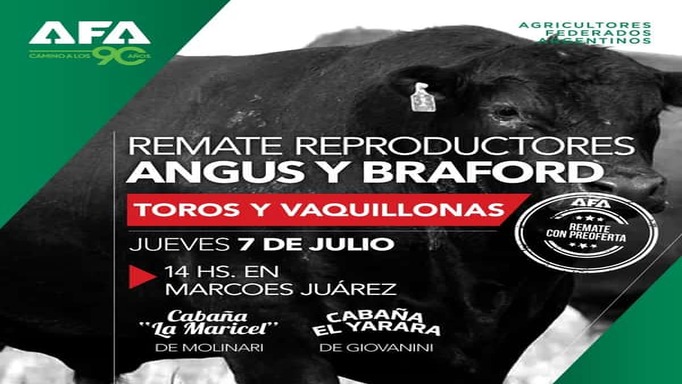 AFA
CAMINO A LOS 90 AÑOS
AGRICULTORES
FEDERADOS
ARGENTINOS
REMATE REPRODUCTORES
ANGUS Y BRAFORD
TOROS Y VAQUILLONAS
AFA
REMATE
CON PREOFERTA
JUEVES 7 DE JULIO
14 HS. EN
MARCOES JUÁREZ
Cabaña
"La Maricel"
DE MOLINARI
CABAÑA
EL YARARA
DE GIOVANINI